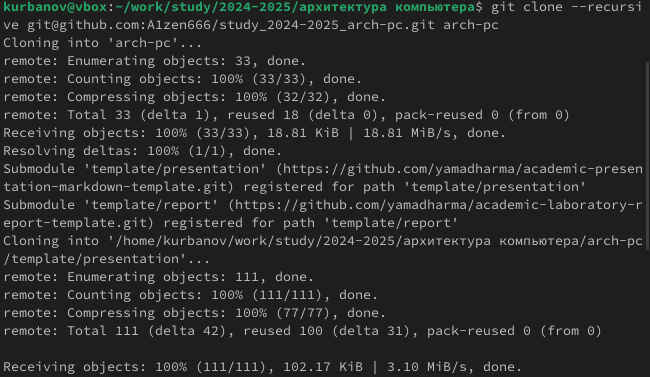 kurbanov@vbox:~/work/study/2024-2025/архитектура компьютера$ git clone --recursi
ve git@github.com:A1zen666/study_2024-2025_arch-pc.git arch-pc
Cloning into 'arch-pc'...
remote: Enumerating objects: 33, done.
remote: Counting objects: 100% (33/33), done.
remote: Compressing objects: 100% (32/32), done.
remote: Total 33 (delta 1), reused 18 (delta 0), pack-reused 0 (from 0)
Receiving objects: 100% (33/33), 18.81 KiB | 18.81 MiB/s, done.
Resolving deltas: 100% (1/1), done.
Submodule 'template/presentation' (https://github.com/yamadharma/academic-presen
tation-markdown-template.git) registered for path 'template/presentation'
Submodule 'template/report' (https://github.com/yamadharma/academic-laboratory-r
eport-template.git) registered for path 'template/report'
Cloning into '/home/kurbanov/work/study/2024-2025/архитектура компьютера/arch-pc
/template/presentation'...
remote: Enumerating objects: 111, done.
remote: Counting objects: 100% (111/111), done.
remote: Compressing objects: 100% (77/77), done.
remote: Total 111 (delta 42), reused 100 (delta 31), pack-reused 0 (from 0)
Receiving objects: 100% (111/111), 102.17 KiB | 3.10 MiB/s, done.